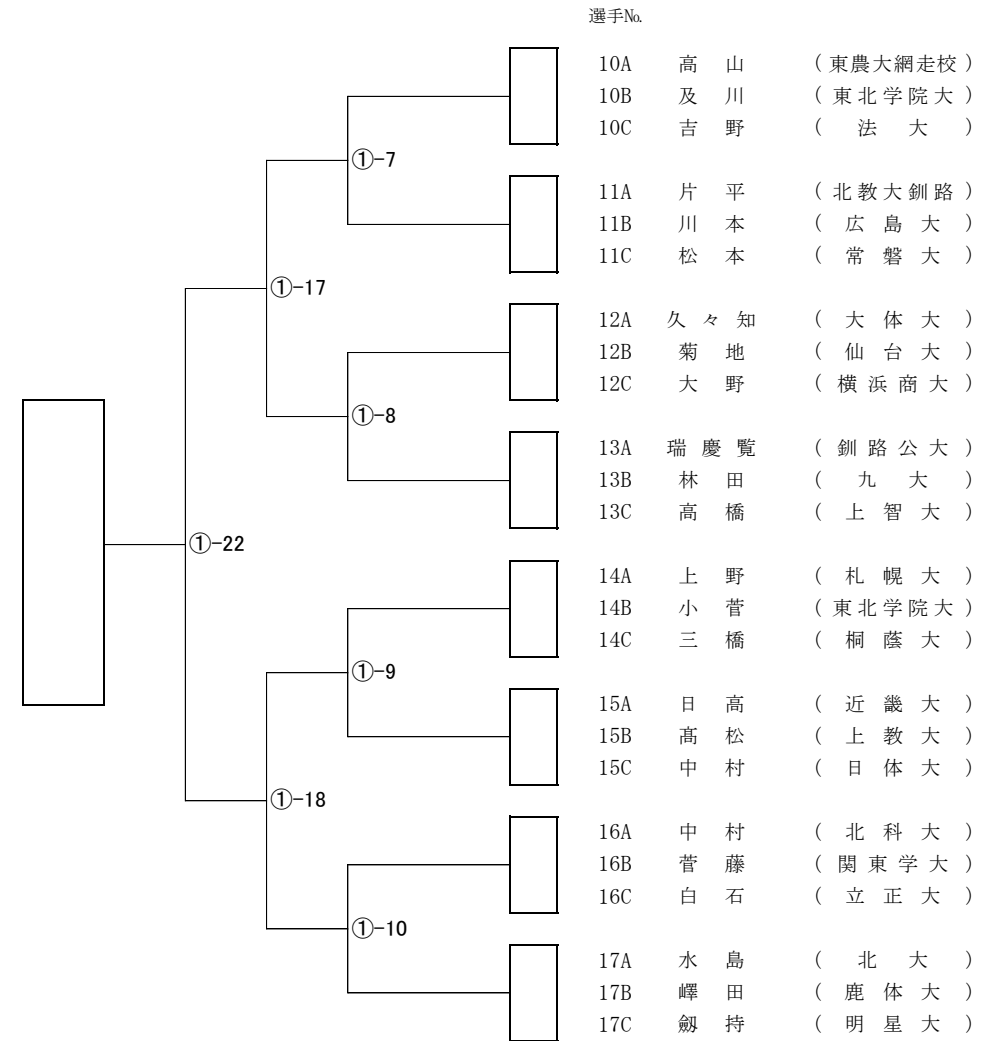 選手№
10A 高山 (東農大網走校)
10B 及川 (東北学院大)
10C 吉野 (法大)
①-7
11A 片平 (北教大釧路)
11B 川本 (広島大)
11C 松本 (常磐大)
①-17
12A 久々知 (大体大)
12B 菊地 (仙台大)
12C 大野 (横浜商大)
①-8
13A 瑞慶覧 (釧路公大)
13B 林田 (九大)
13C 高橋 (上智大)
①-22
14A 上野 (札幌大)
14B 小菅 (東北学院大)
14C 三橋 (桐蔭大)
①-9
15A 日高 (近畿大)
15B 髙松 (上教大)
15C 中村 (日体大)
①-18
16A 中村 (北科大)
16B 菅藤 (関東学大)
16C 白石 (立正大)
①-10
17A 水島 (北大)
17B 嶧田 (鹿体大)
17C 劔持 (明星大)